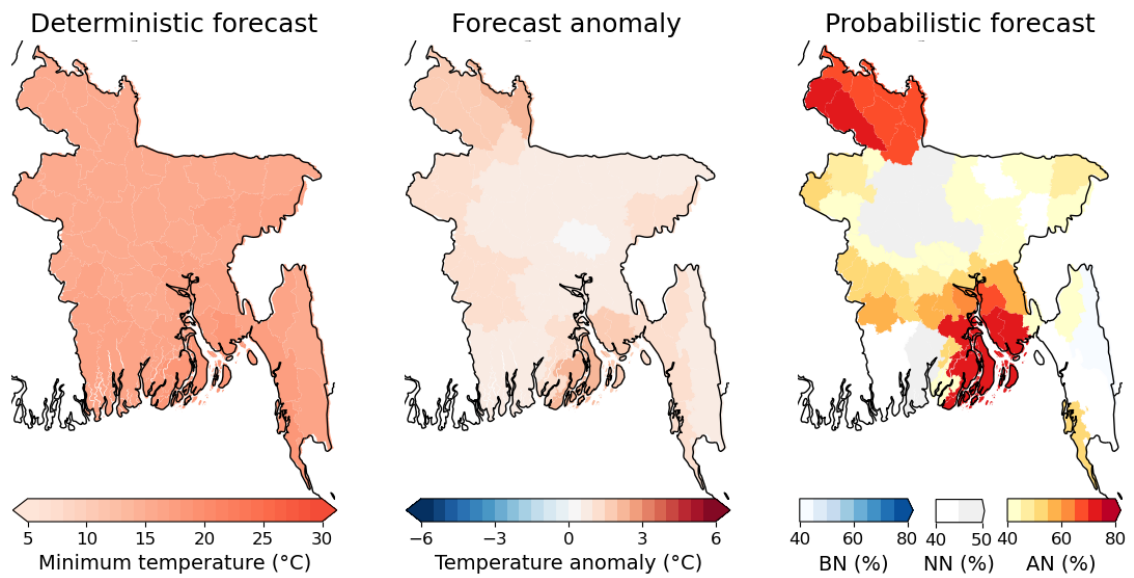 Deterministic forecast
Forecast anomaly
Probabilistic forecast
5 10 15 20 25 30
Minimum temperature (°C)
−6 −3 0 3 6
Temperature anomaly (°C)
40 60 80
BN (%)
40 50
NN (%)
40 60 80
AN (%)